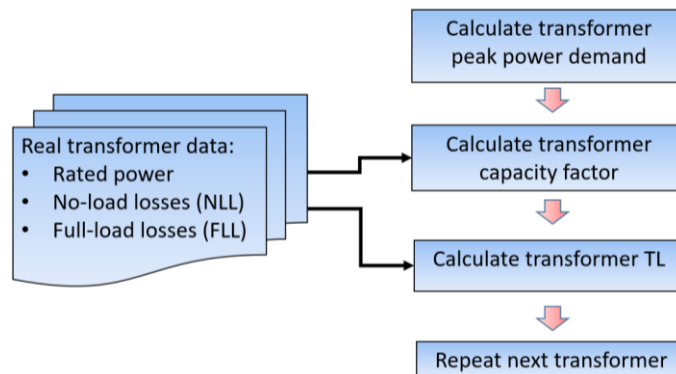 Calculate transformer
peak power demand
Real transformer data:
• Rated power
• No-load losses (NLL)
• Full-load losses (FLL)
Calculate transformer
capacity factor
Calculate transformer TL
Repeat next transformer